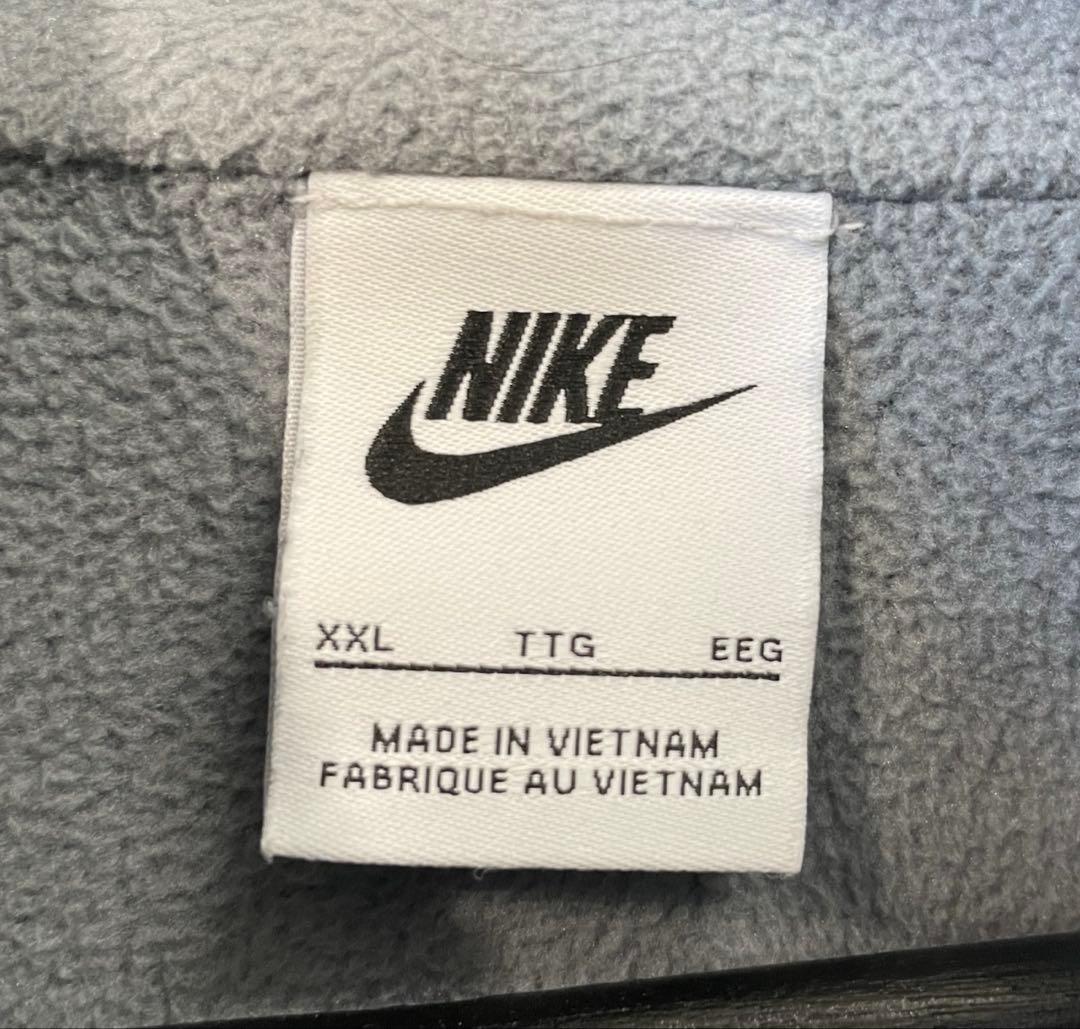 NIKE
XXL TTG EEG
MADE IN VIETNAM
FABRIQUE AU VIETNAM